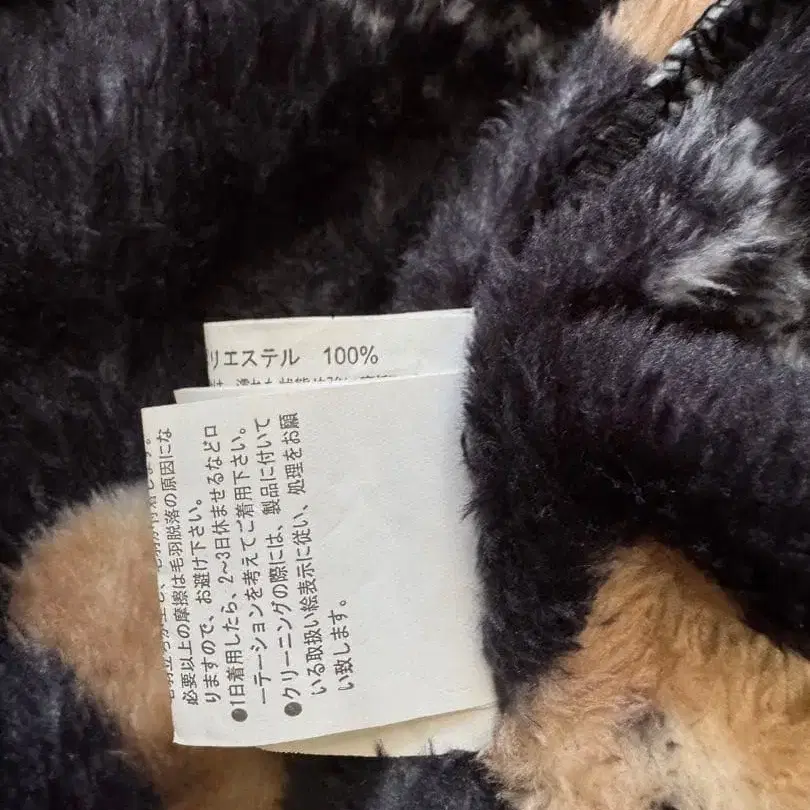 リエステル 100%
必要以上の摩擦は毛羽脱落の原因にな
りますので、お避け下さい。
●1日着用したら、2~3日休ませるなどロ
ーテーションを考えてご着用下さい。
●クリーニングの際には、製品に付いて
いる取扱い絵表示に従い、処理をお願
い致します。